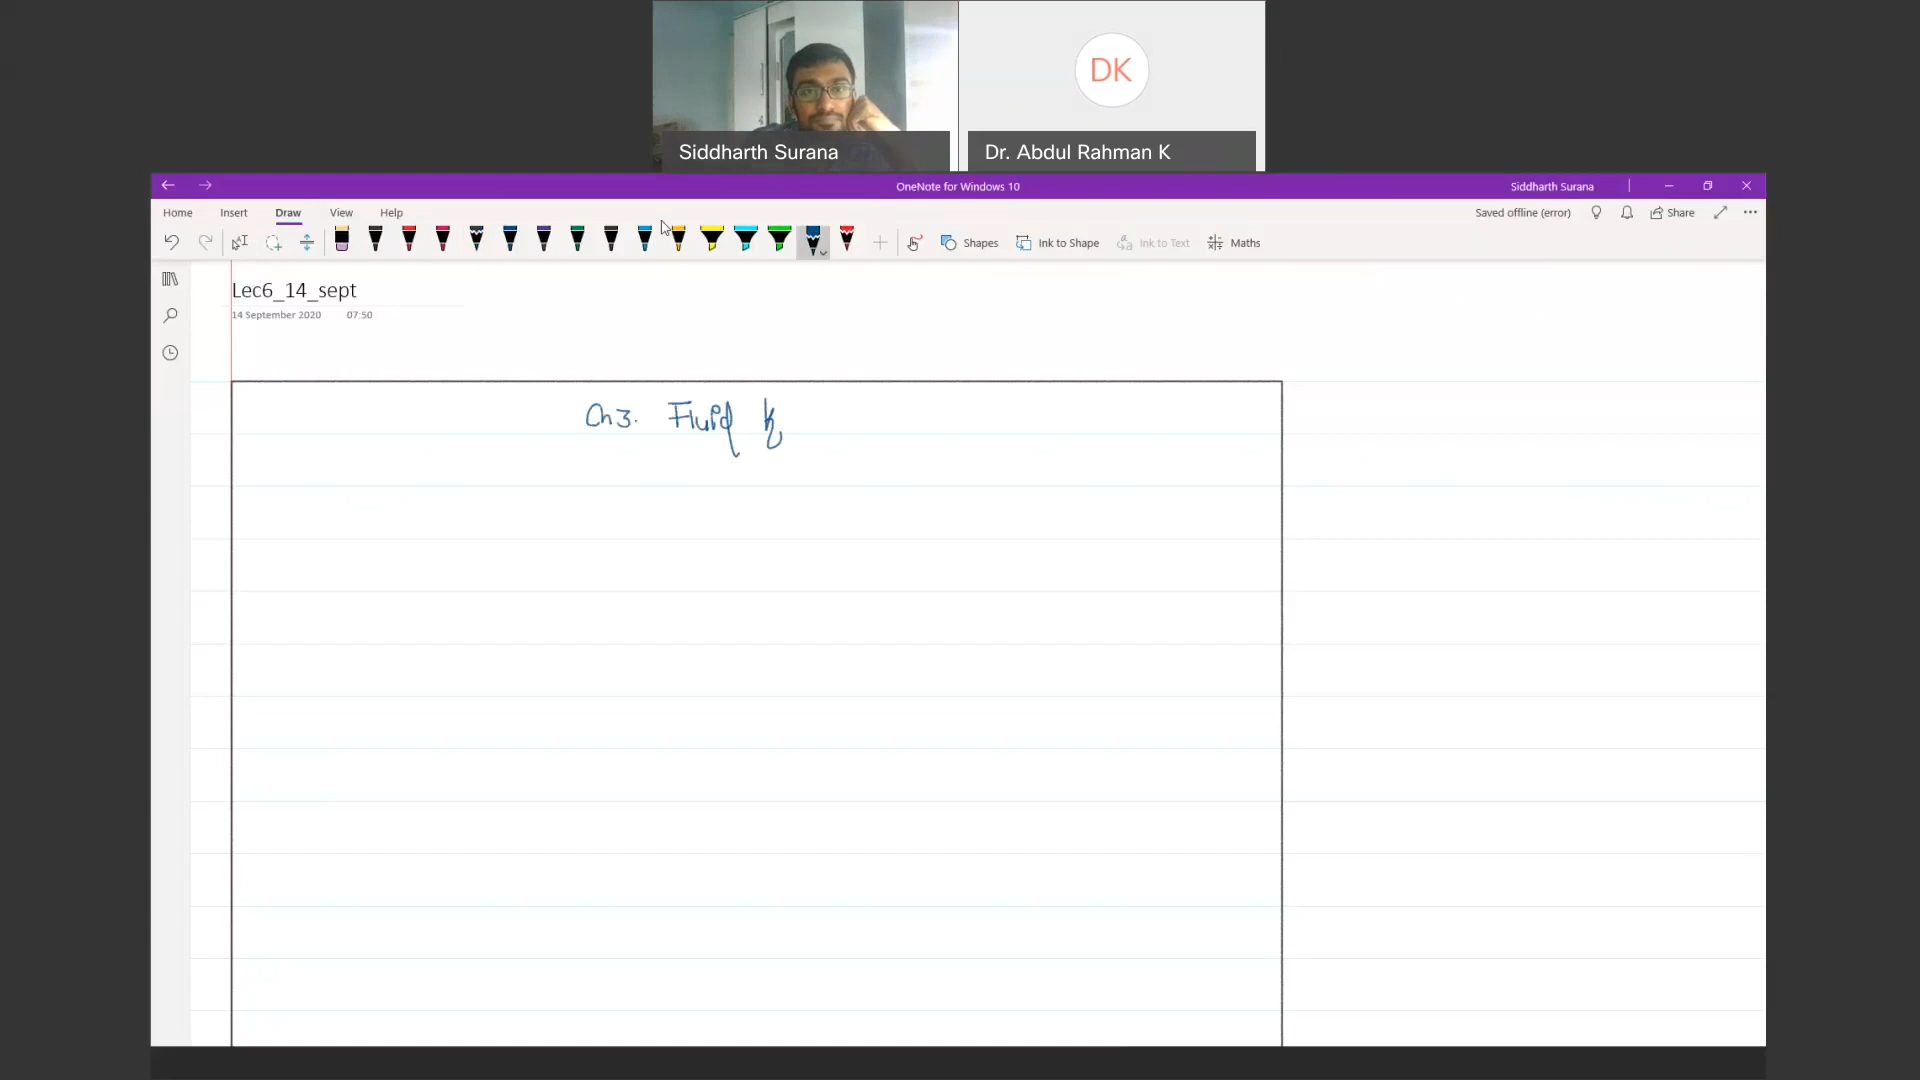 DK
Siddharth Surana
Dr. Abdul Rahman K
OneNote for Windows 10
Siddharth Surana
Home Insert Draw View Help
Saved offline (error)
Share
Shapes
Ink to Shape
Ink to Text
Maths
Lec6_14_sept
14 September 2020 07:50
Ch3. Fluid K